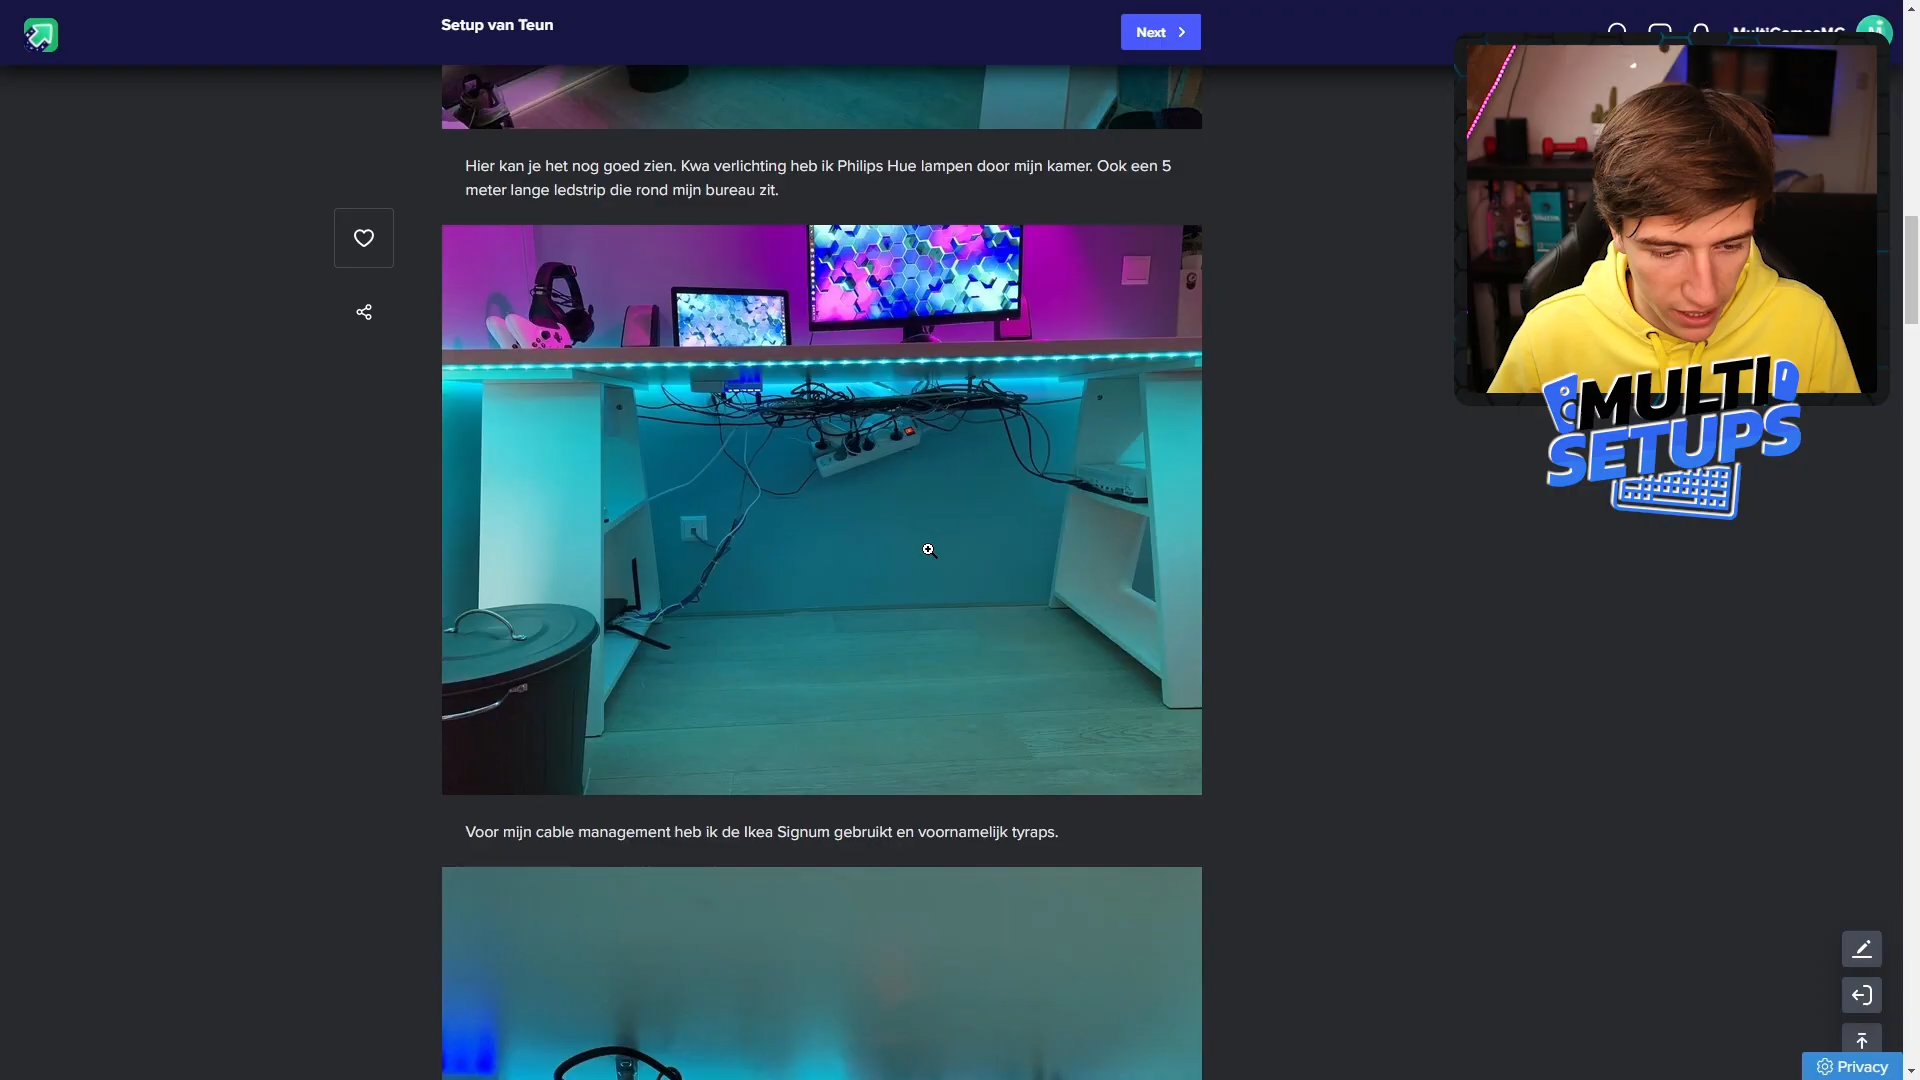 Setup van Teun
Next
Hier kan je het nog goed zien. Kwa verlichting heb ik Philips Hue lampen door mijn kamer. Ook een 5
meter lange ledstrip die rond mijn bureau zit.
MULTI
SETUPS
Voor mijn cable management heb ik de Ikea Signum gebruikt en voornamelijk tyraps.
Privacy